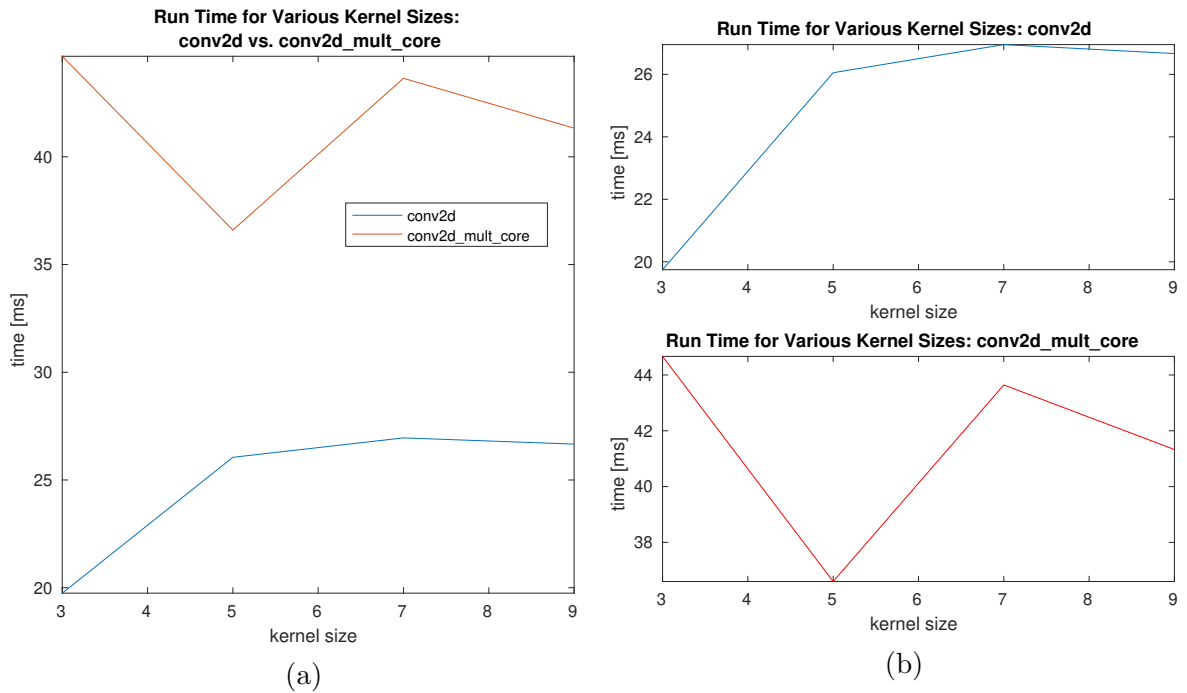 Run Time for Various Kernel Sizes:
conv2d vs. conv2d_mult_core
time [ms]
40
35
30
25
20
conv2d
conv2d_mult_core
3 4 5 6 7 8 9
kernel size
(a)
Run Time for Various Kernel Sizes: conv2d
time [ms]
26
24
22
20
3 4 5 6 7 8 9
kernel size
Run Time for Various Kernel Sizes: conv2d_mult_core
time [ms]
44
42
40
38
3 4 5 6 7 8 9
kernel size
(b)